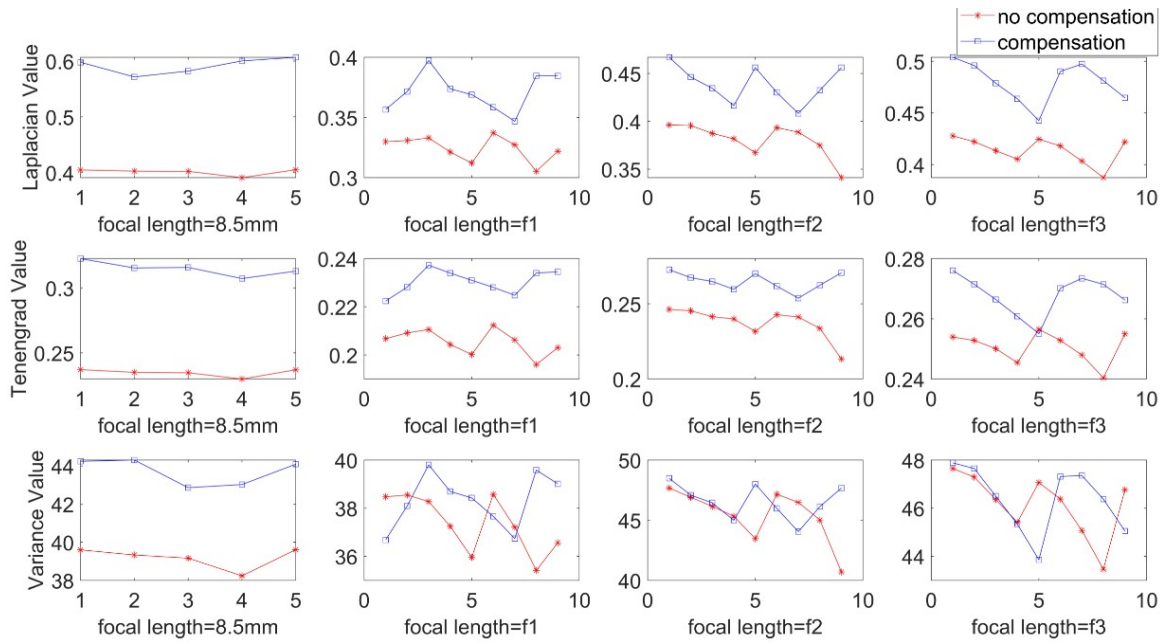 no compensation
compensation
Laplacian Value
0.6
0.4
1 2 3 4 5
focal length=8.5mm
0.4
0.35
0.3
0 5 10
focal length=f1
0.45
0.4
0.35
0 5 10
focal length=f2
0.5
0.45
0.4
0 5 10
focal length=f3
Tenengrad Value
0.3
0.25
1 2 3 4 5
focal length=8.5mm
0.24
0.22
0.2
0 5 10
focal length=f1
0.25
0.2
0 5 10
focal length=f2
0.28
0.26
0.24
0 5 10
focal length=f3
Variance Value
44
42
40
38
1 2 3 4 5
focal length=8.5mm
40
38
36
0 5 10
focal length=f1
50
45
40
0 5 10
focal length=f2
48
46
44
0 5 10
focal length=f3